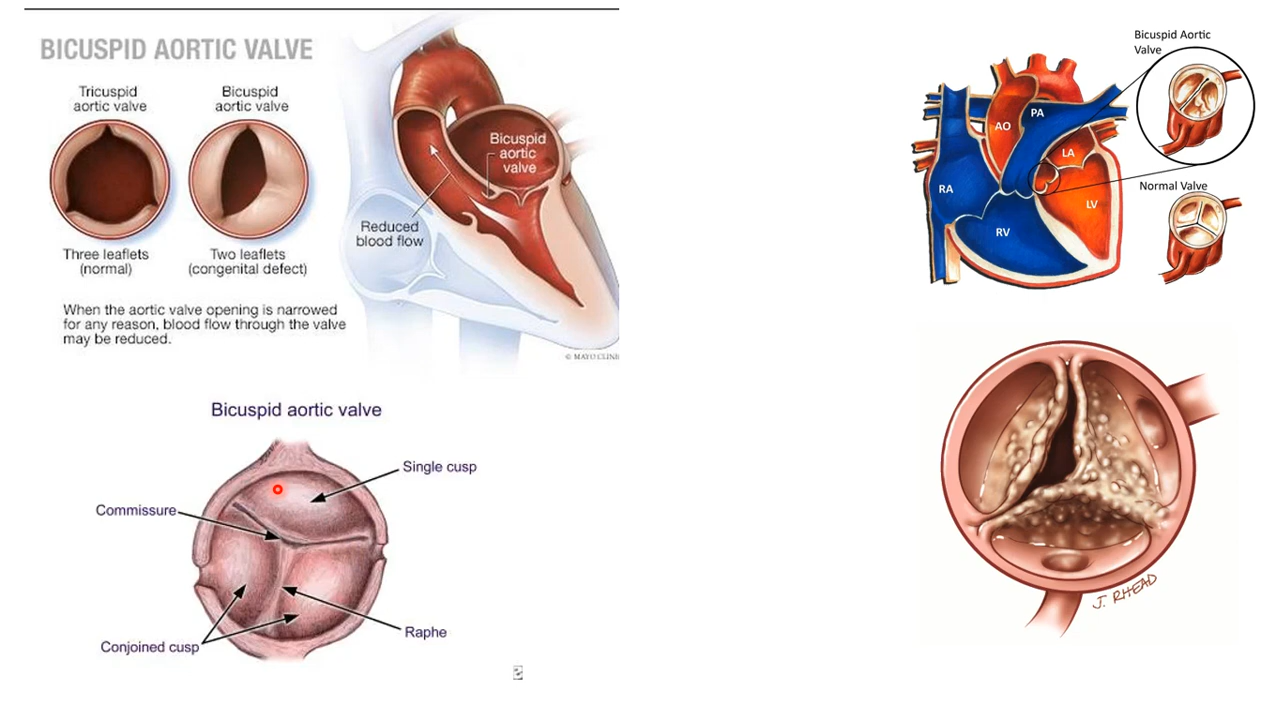 BICUSPID AORTIC VALVE
Tricuspid
aortic valve
Bicuspid
aortic valve
Three leaflets
(normal)
Two leaflets
(congenital defect)
Bicuspid
aortic
valve
Reduced
blood flow
When the aortic valve opening is narrowed
for any reason, blood flow through the valve
may be reduced.
© MAYO CLINI
Bicuspid aortic valve
Single cusp
Commissure
Raphe
Conjoined cusp
Bicuspid Aortic
Valve
AO
PA
LA
RA
LV
RV
Normal Valve
J. RHEAD